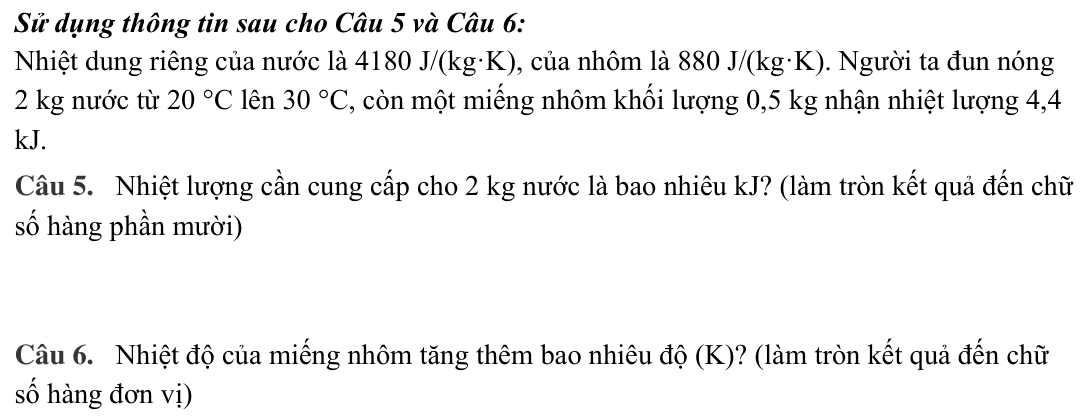 Sử dụng thông tin sau cho Câu 5 và Câu 6:
Nhiệt dung riêng của nước là 4180 J/(kg·K), của nhôm là 880 J/(kg·K). Người ta đun nóng
2 kg nước từ 20 °C lên 30 °C, còn một miếng nhôm khối lượng 0,5 kg nhận nhiệt lượng 4,4
kJ.
Câu 5. Nhiệt lượng cần cung cấp cho 2 kg nước là bao nhiêu kJ? (làm tròn kết quả đến chữ
số hàng phần mười)
Câu 6. Nhiệt độ của miếng nhôm tăng thêm bao nhiêu độ (K)? (làm tròn kết quả đến chữ
số hàng đơn vị)